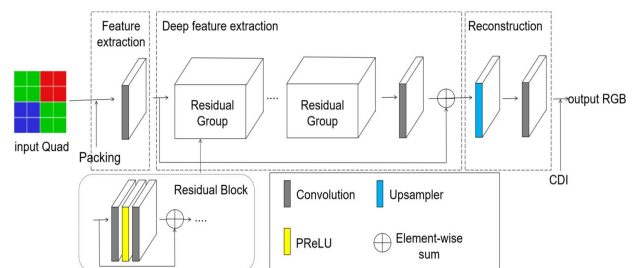 Feature
extraction
Deep feature extraction
Reconstruction
Residual
Group
....
Residual
Group
input Quad
Packing
output RGB
CDI
Residual Block
....
Convolution
Upsampler
PReLU
Element-wise
sum